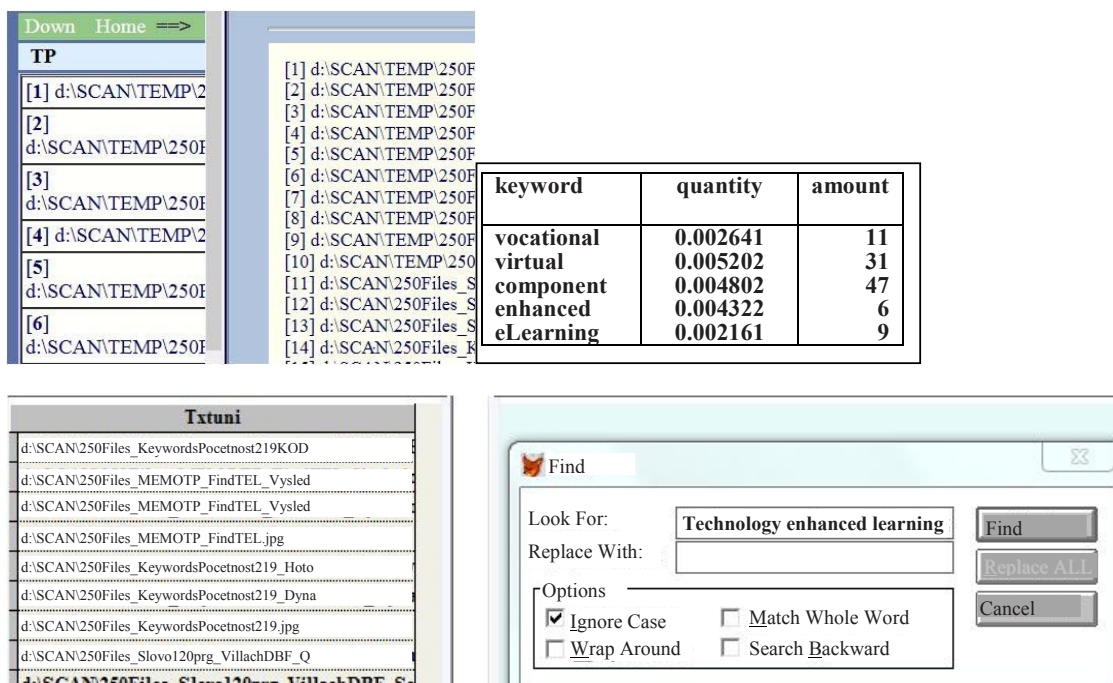 Down Home ==>
TP
[1] d:\SCAN\TEMP\2
[2]
d:\SCAN\TEMP\250F
[3]
d:\SCAN\TEMP\250F
[4] d:\SCAN\TEMP\2
[5]
d:\SCAN\TEMP\250F
[6]
d:\SCAN\TEMP\250F
[1] d:\SCAN\TEMP\250F
[2] d:\SCAN\TEMP\250F
[3] d:\SCAN\TEMP\250F
[4] d:\SCAN\TEMP\250F
[5] d:\SCAN\TEMP\250F
[6] d:\SCAN\TEMP\250F
[7] d:\SCAN\TEMP\250F
[8] d:\SCAN\TEMP\250F
[9] d:\SCAN\TEMP\250F
[10] d:\SCAN\TEMP\250
[11] d:\SCAN\250Files_S
[12] d:\SCAN\250Files_S
[13] d:\SCAN\250Files_S
[14] d:\SCAN\250Files_K
keyword quantity amount
vocational 0.002641 11
virtual 0.005202 31
component 0.004802 47
enhanced 0.004322 6
eLearning 0.002161 9
Txtuni
d:\SCAN\250Files_KeywordsPocetnost219KOD
d:\SCAN\250Files_MEMOTP_FindTEL_Vysled
d:\SCAN\250Files_MEMOTP_FindTEL_Vysled
d:\SCAN\250Files_MEMOTP_FindTEL.jpg
d:\SCAN\250Files_KeywordsPocetnost219_Hoto
d:\SCAN\250Files_KeywordsPocetnost219_Dyna
d:\SCAN\250Files_KeywordsPocetnost219.jpg
d:\SCAN\250Files_Slovo120prg_VillachDBF_Q
Find
Look For: Technology enhanced learning Find
Replace With: Replace ALL
Options
Cancel
Ignore Case Match Whole Word
Wrap Around Search Backward